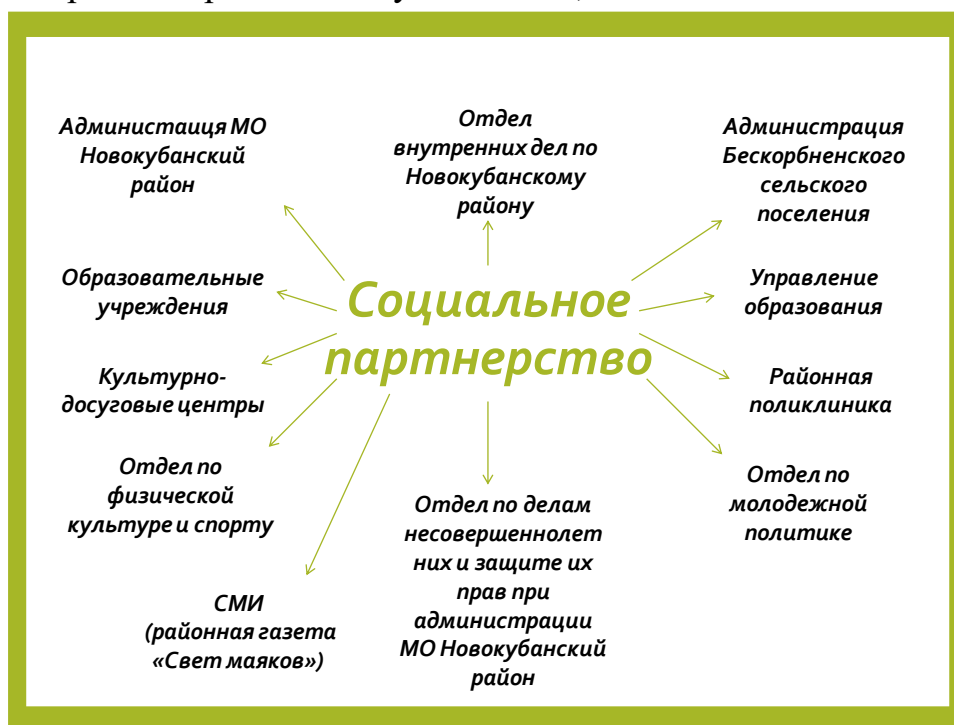 Администаиця МО
Новокубанский
район
Отдел
внутренних дел по
Новокубанскому
району
Администрация
Бескорбненского
сельского
поселения
Образовательные
учреждения
Социальное
партнерство
Управление
образования
Культурно-
досуговые центры
Районная
поликлиника
Отдел по
физической
культуре и спорту
Отдел по делам
несовершеннолет
них и защите их
прав при
администрации
МО Новокубанский
район
Отдел по
молодежной
политике
СМИ
(районная газета
«Свет маяков»)